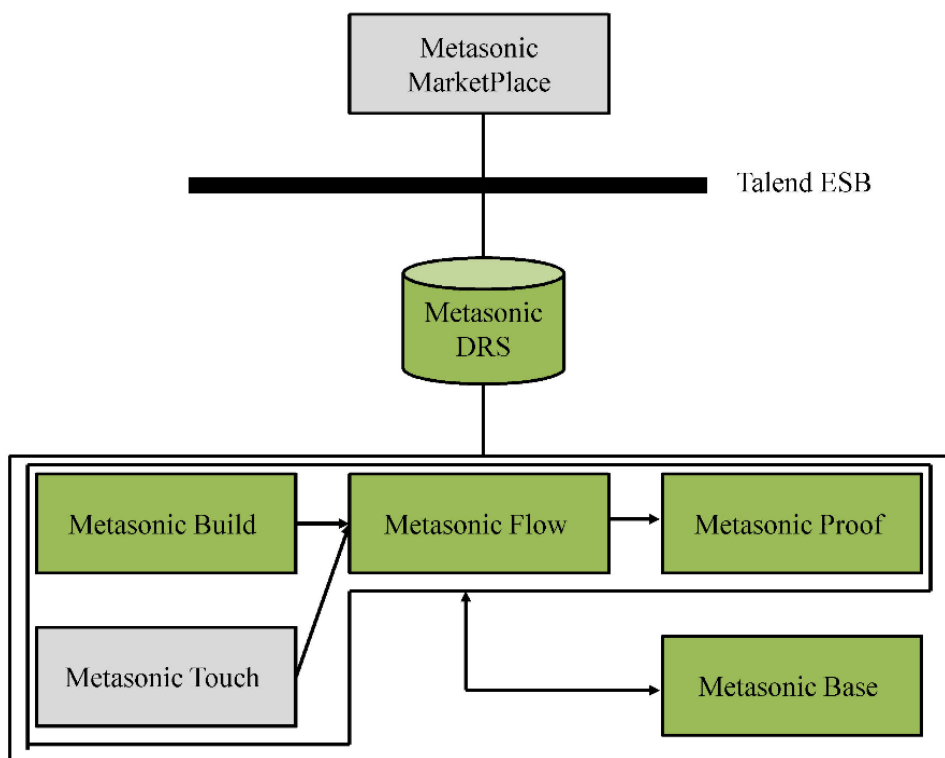 Metasonic
MarketPlace
Talend ESB
Metasonic
DRS
Metasonic Build
Metasonic Flow
Metasonic Proof
Metasonic Touch
Metasonic Base